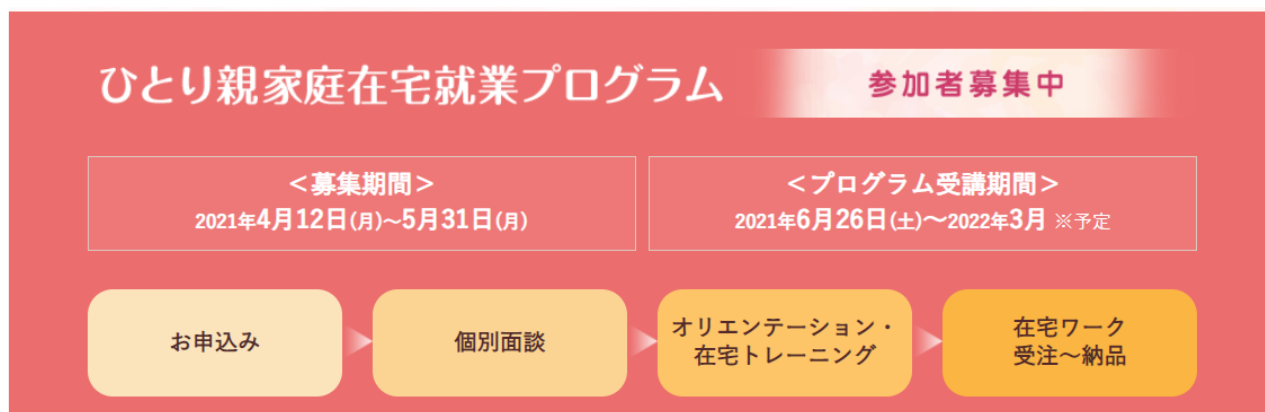 ひとり親家庭在宅就業プログラム
参加者募集中
＜募集期間＞
2021年4月12日(月)～5月31日(月)
＜プログラム受講期間＞
2021年6月26日(土)～2022年3月 ※予定
お申込み
個別面談
オリエンテーション・
在宅トレーニング
在宅ワーク
受注～納品